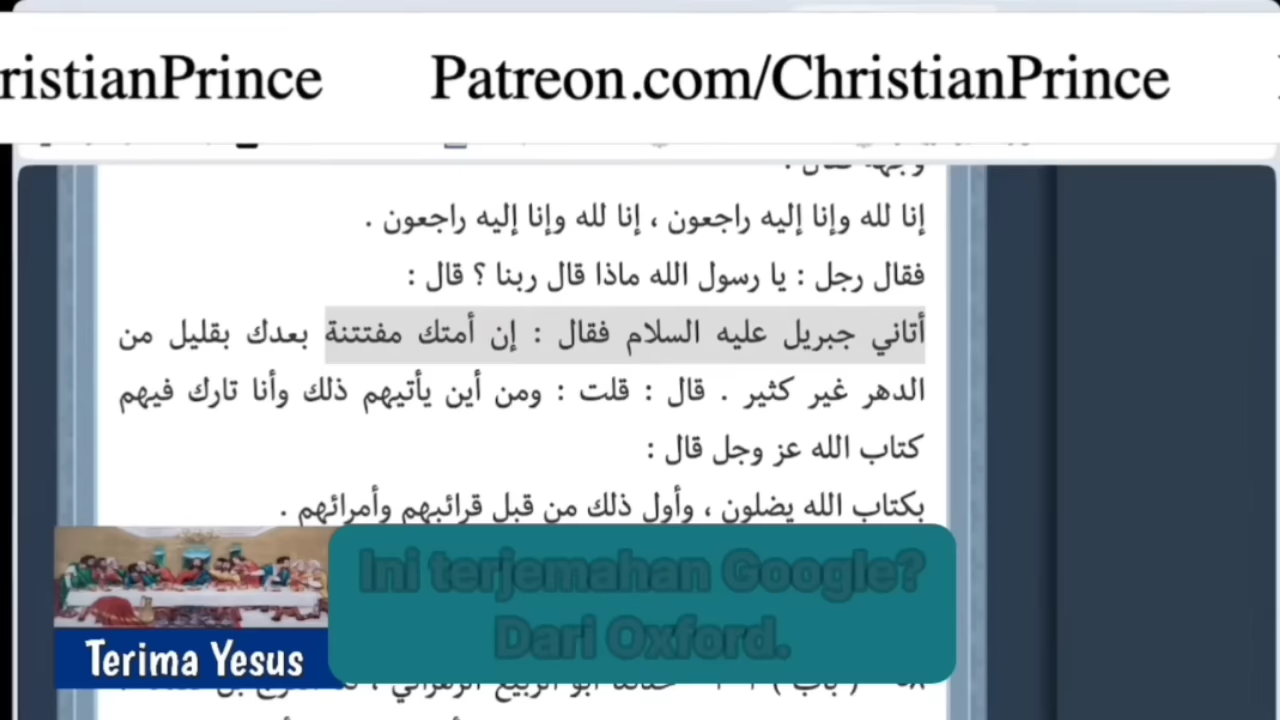 ristianPrince Patreon.com/ChristianPrince
إنا لله وإنا إليه راجعون ، إنا لله وإنا إليه راجعون .
فقال رجل : يا رسول الله ماذا قال ربنا ؟ قال :
أتاني جبريل عليه السلام فقال : إن أمتك مفتتنة بعدك بقليل من
الدهر غير كثير . قال : قلت : ومن أين يأتيهم ذلك وأنا تارك فيهم
كتاب الله عز وجل قال :
بكتاب الله يضلون ، وأول ذلك من قبل قرائبهم وأمرائهم .
Ini terjemahan Google?
Dari Oxford.
Terima Yesus